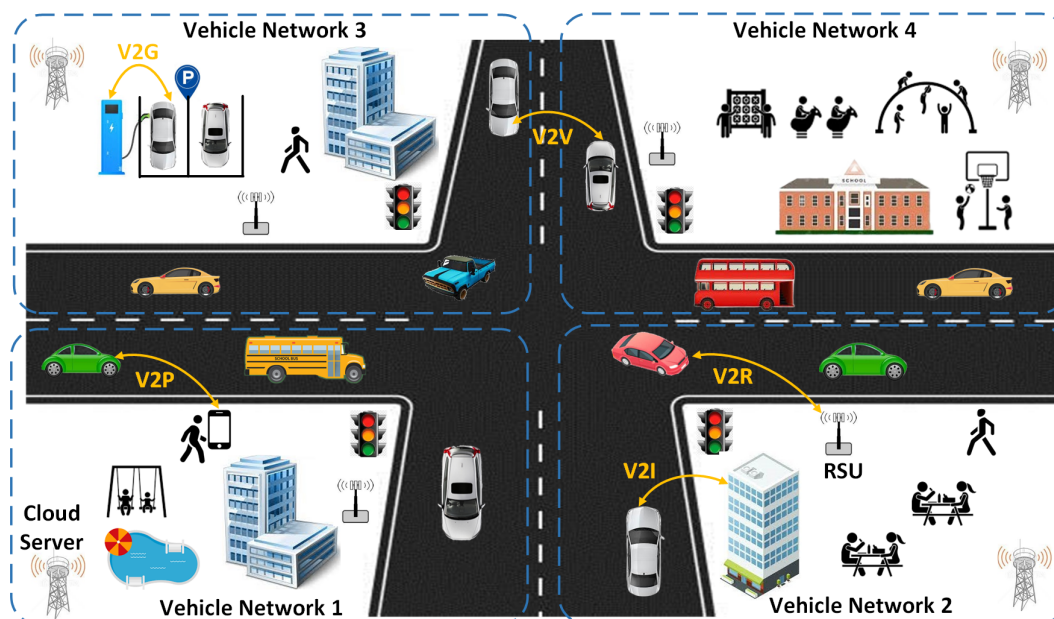 Vehicle Network 3
Vehicle Network 4
V2G
P
V2V
SCHOOL
V2P
SCHOOL BUS
V2R
V2I
RSU
Cloud
Server
Vehicle Network 1
Vehicle Network 2